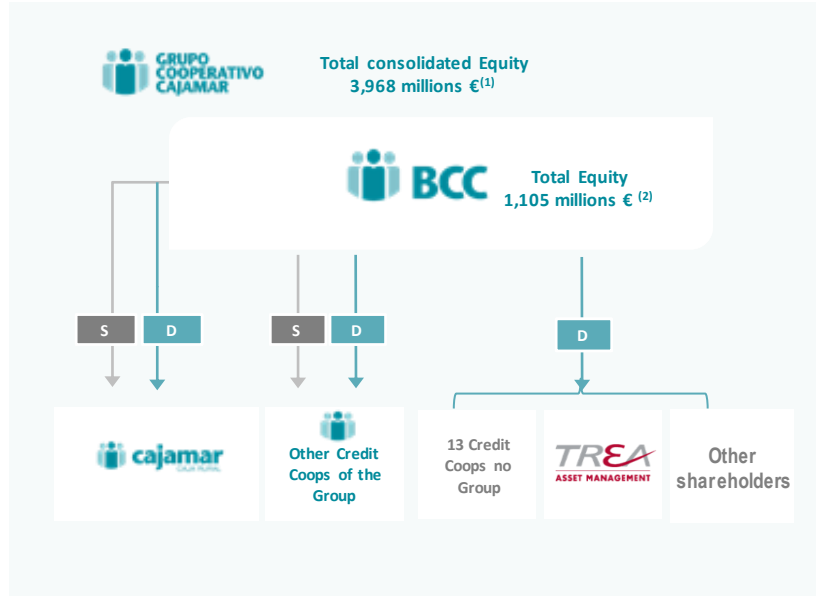 GRUPO
COOPERATIVO
CAJAMAR
Total consolidated Equity
3,968 millions €(1)
BCC
Total Equity
1,105 millions € (2)
S
D
S
D
D
cajamar
CAJA RURAL
Other Credit
Coops of the
Group
13 Credit
Coops no
Group
TREA
ASSET MANAGEMENT
Other
shareholders